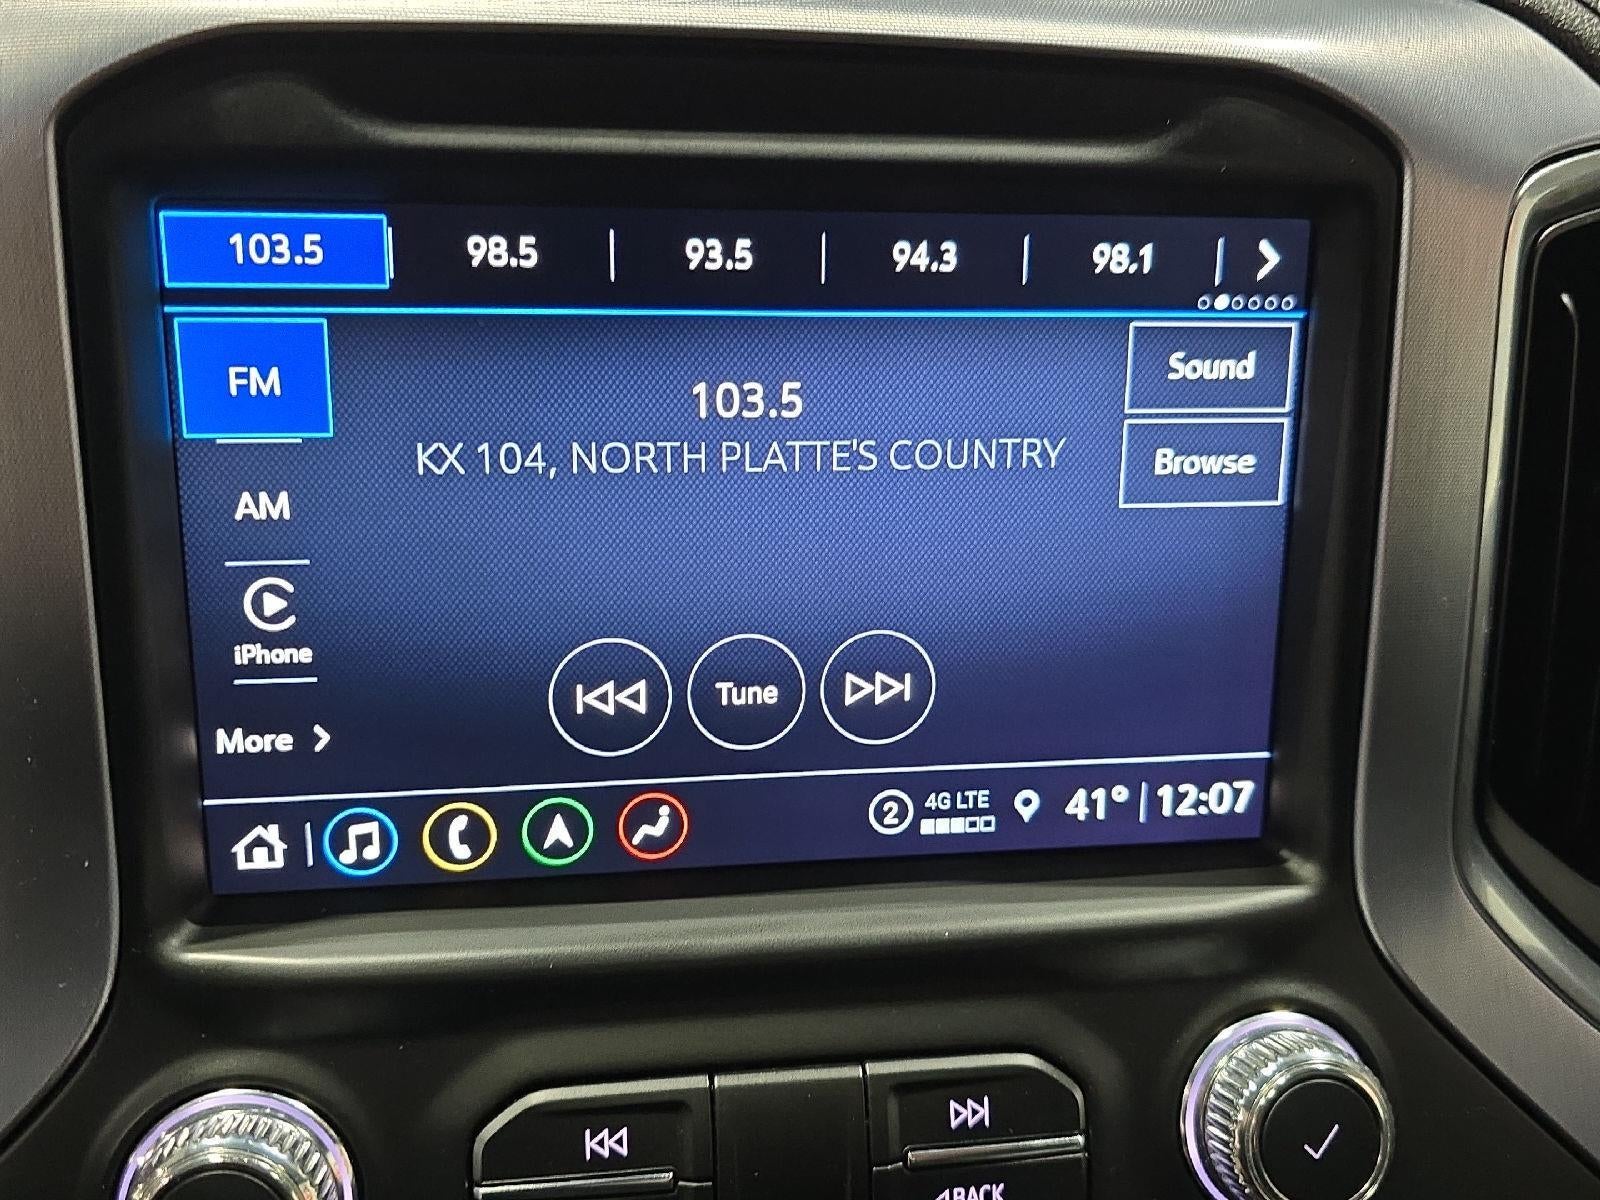 103.5 98.5 93.5 94.3 98.1
FM
Sound
103.5
KX 104, NORTH PLATTE'S COUNTRY
Browse
AM
iPhone
Tune
More
2 4G LTE 41° 12:07
BACK